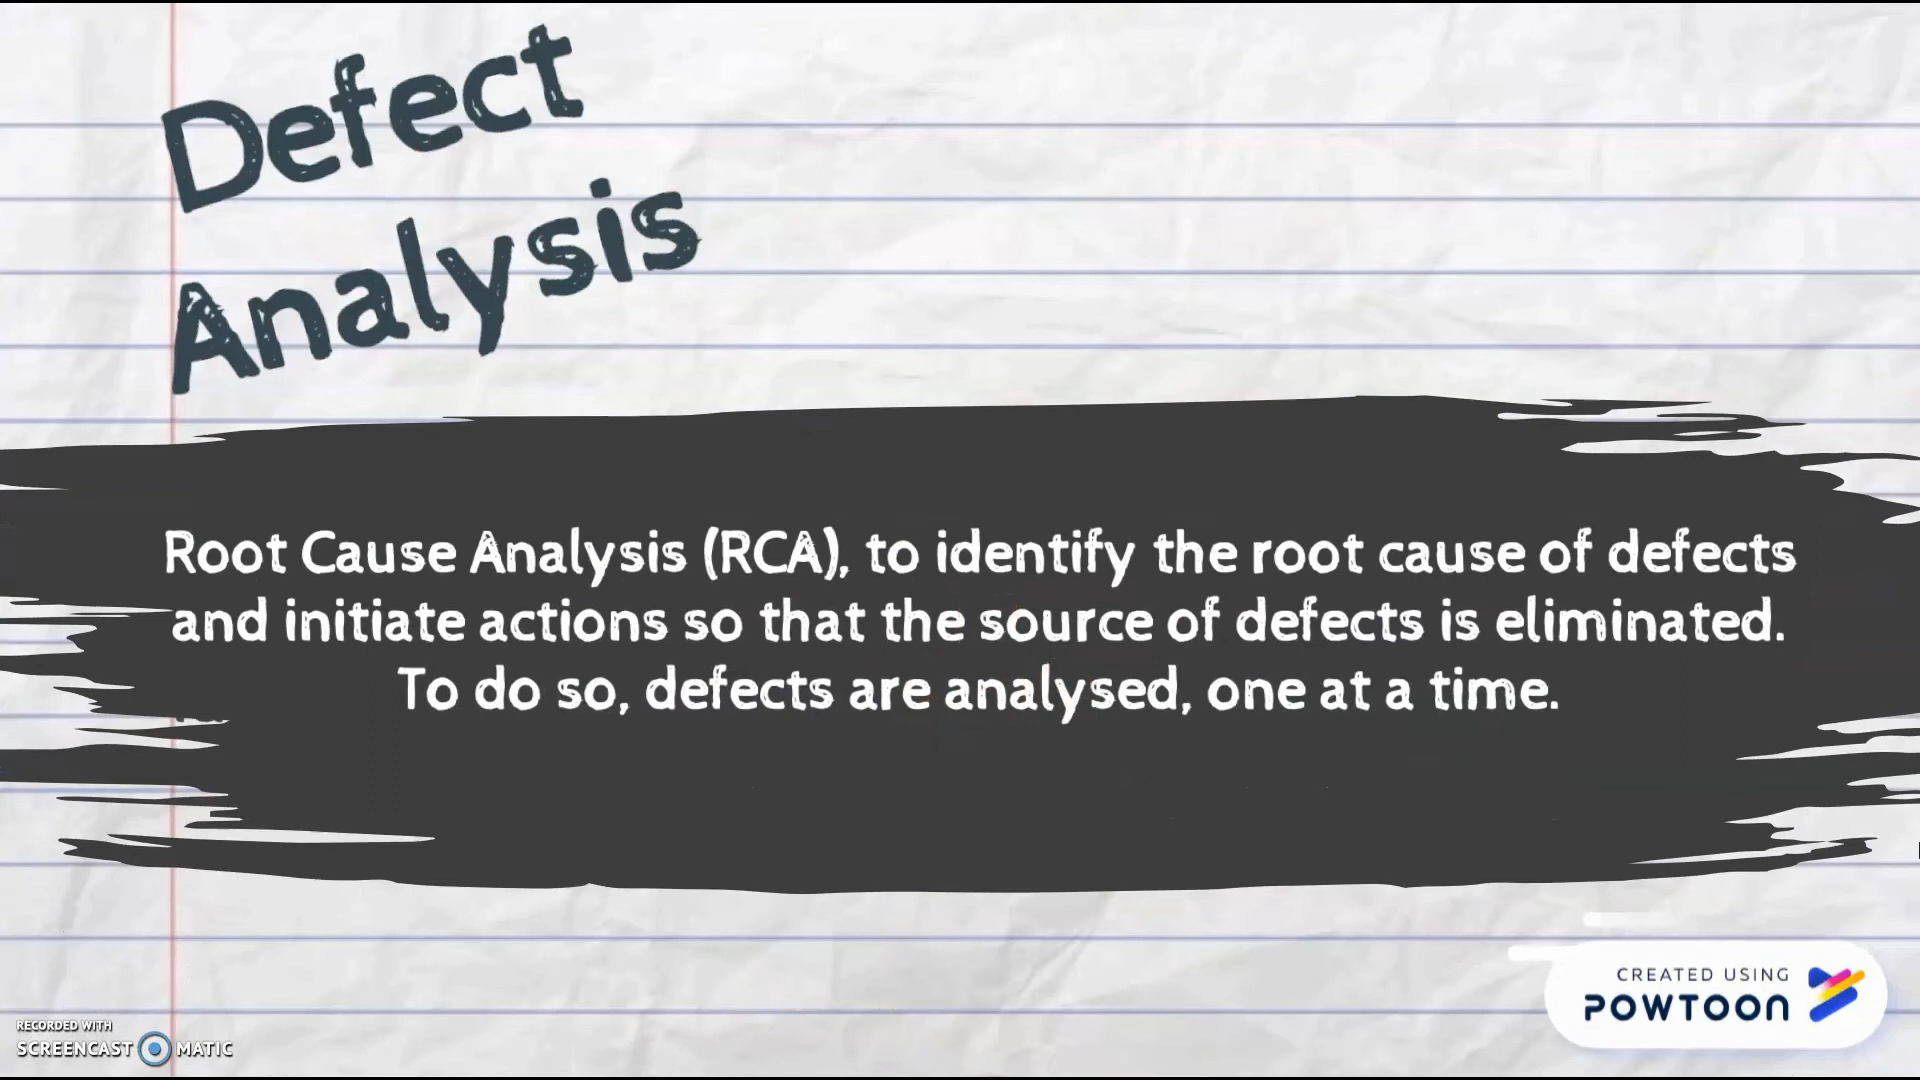 Defect
Analysis
Root Cause Analysis (RCA), to identify the root cause of defects
and initiate actions so that the source of defects is eliminated.
To do so, defects are analysed, one at a time.
CREATED USING
POWTOON
RECORDED WITH
SCREENCAST MATIC